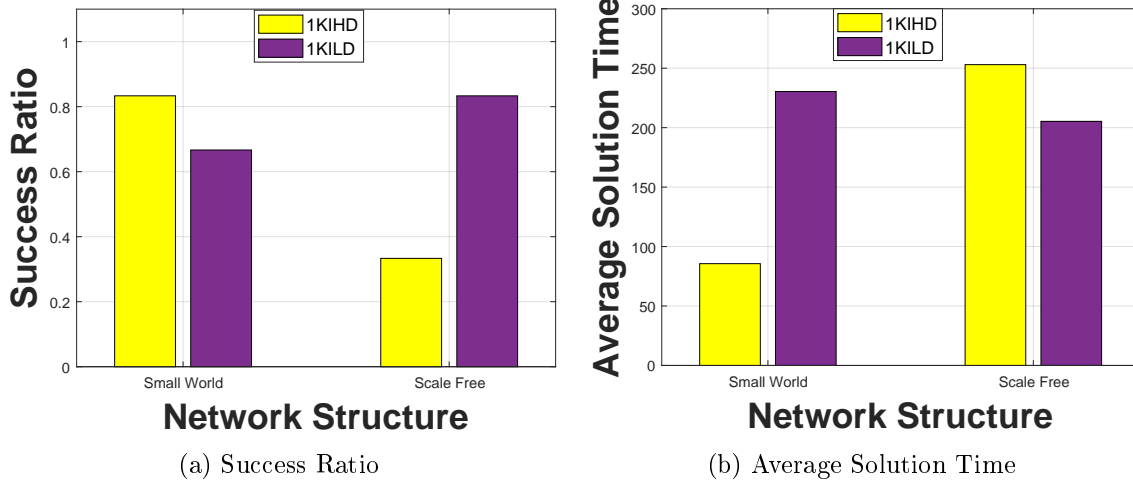 Success Ratio
1
0.8
0.6
0.4
0.2
0
1KIHD
1KILD
Small World
Scale Free
Network Structure
(a) Success Ratio
Average Solution Time
300
250
200
150
100
50
0
1KIHD
1KILD
Small World
Scale Free
Network Structure
(b) Average Solution Time